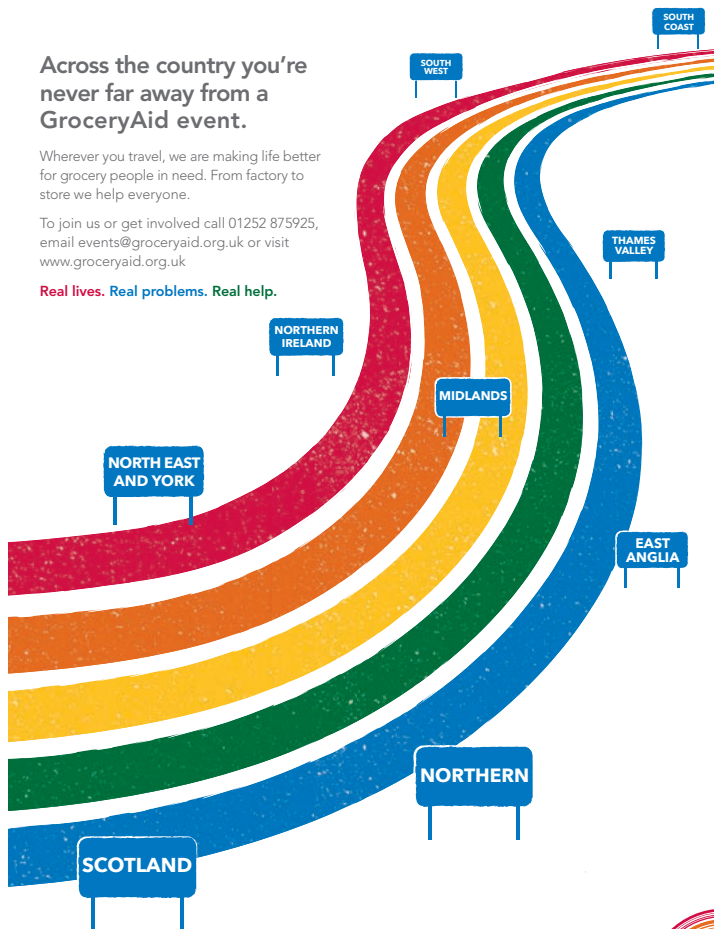 Across the country you're
never far away from a
GroceryAid event.
Wherever you travel, we are making life better
for grocery people in need. From factory to
store we help everyone.
To join us or get involved call 01252 875925,
email events@groceryaid.org.uk or visit
www.groceryaid.org.uk
Real lives. Real problems. Real help.
SOUTH
COAST
SOUTH
WEST
THAMES
VALLEY
NORTHERN
IRELAND
MIDLANDS
NORTH EAST
AND YORK
EAST
ANGLIA
NORTHERN
SCOTLAND